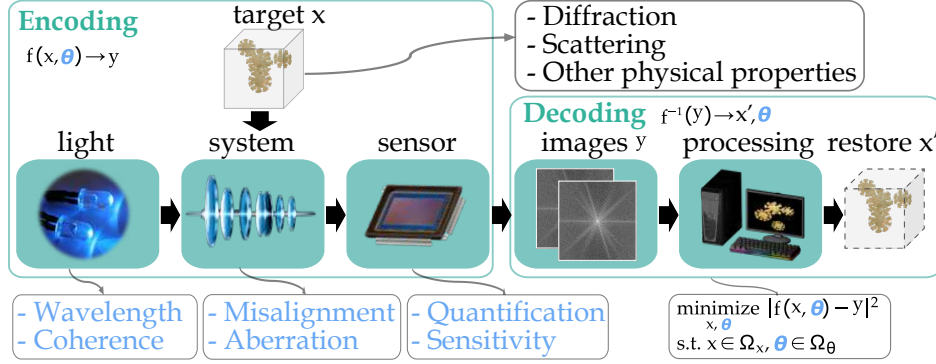 Encoding
f(x, θ) → y
target x
- Diffraction
- Scattering
- Other physical properties
light
system
sensor
Decoding f⁻¹(y) → x′, θ
images y
processing
restore x′
- Wavelength
- Coherence
- Misalignment
- Aberration
- Quantification
- Sensitivity
minimize |f(x, θ) − y|²
x, θ
s.t. x ∈ Ωₓ, θ ∈ Ω_θ